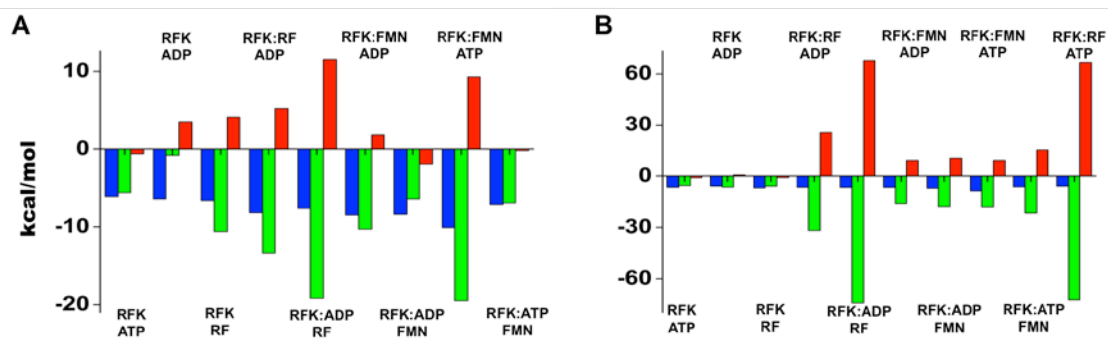 A
RFK
ADP
RFK:RF
ADP
RFK:FMN
ADP
RFK:FMN
ATP
kcal/mol
10
0
-10
-20
RFK
ATP
RFK
RF
RFK:ADP
RF
RFK:ADP
FMN
RFK:ATP
FMN
B
RFK
ADP
RFK:RF
ADP
RFK:FMN
ADP
RFK:FMN
ATP
RFK:RF
ATP
60
30
0
-30
-60
RFK
ATP
RFK
RF
RFK:ADP
RF
RFK:ADP
FMN
RFK:ATP
FMN